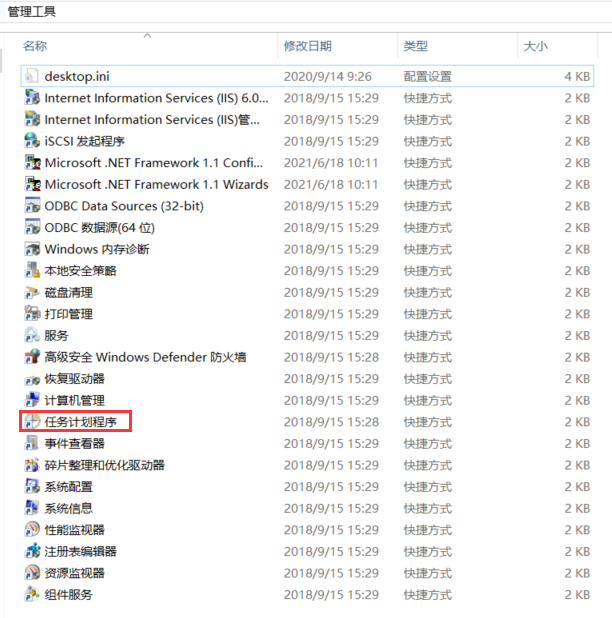 管理工具
名称 修改日期 类型 大小
desktop.ini 2020/9/14 9:26 配置设置 4 KB
Internet Information Services (IIS) 6.0... 2018/9/15 15:29 快捷方式 2 KB
Internet Information Services (IIS)管... 2018/9/15 15:29 快捷方式 2 KB
iSCSI 发起程序 2018/9/15 15:29 快捷方式 2 KB
Microsoft .NET Framework 1.1 Confi... 2021/6/18 10:11 快捷方式 2 KB
Microsoft .NET Framework 1.1 Wizards 2021/6/18 10:11 快捷方式 2 KB
ODBC Data Sources (32-bit) 2018/9/15 15:29 快捷方式 2 KB
ODBC 数据源(64 位) 2018/9/15 15:29 快捷方式 2 KB
Windows 内存诊断 2018/9/15 15:29 快捷方式 2 KB
本地安全策略 2018/9/15 15:29 快捷方式 2 KB
磁盘清理 2018/9/15 15:29 快捷方式 2 KB
打印管理 2018/9/15 15:29 快捷方式 2 KB
服务 2018/9/15 15:29 快捷方式 2 KB
高级安全 Windows Defender 防火墙 2018/9/15 15:28 快捷方式 2 KB
恢复驱动器 2018/9/15 15:29 快捷方式 2 KB
计算机管理 2018/9/15 15:29 快捷方式 2 KB
任务计划程序 2018/9/15 15:28 快捷方式 2 KB
事件查看器 2018/9/15 15:29 快捷方式 2 KB
碎片整理和优化驱动器 2018/9/15 15:29 快捷方式 2 KB
系统配置 2018/9/15 15:29 快捷方式 2 KB
系统信息 2018/9/15 15:29 快捷方式 2 KB
性能监视器 2018/9/15 15:29 快捷方式 2 KB
注册表编辑器 2018/9/15 15:29 快捷方式 2 KB
资源监视器 2018/9/15 15:29 快捷方式 2 KB
组件服务 2018/9/15 15:29 快捷方式 2 KB